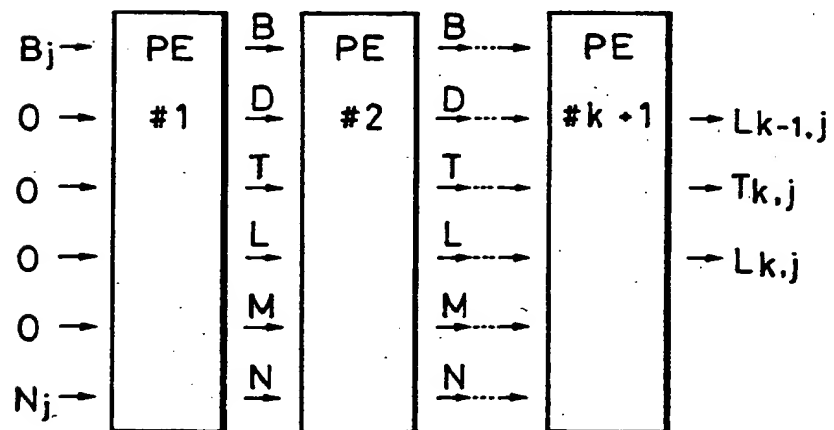 Bj → PE B → PE B → PE
0 → #1 D → #2 D → #k+1 → Lk-1,j
0 → T → T → Tk,j
0 → L → L → Lk,j
0 → M → M
Nj → N → N